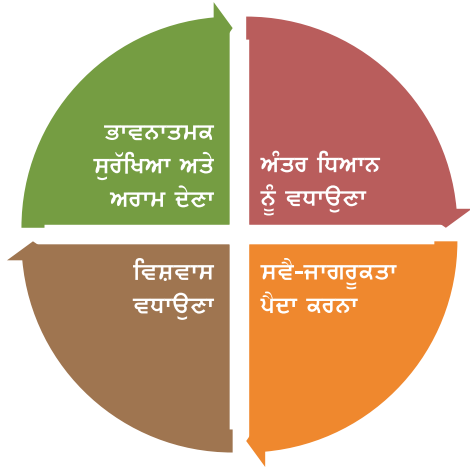 ਭਾਵਨਾਤਮਕ
ਸੁਰੱਖਿਆ ਅਤੇ
ਅਰਾਮ ਦੇਣਾ
ਅੰਤਰ ਧਿਆਨ
ਨੂੰ ਵਧਾਉਣਾ
ਵਿਸ਼ਵਾਸ
ਵਧਾਉਣਾ
ਸਵੈ-ਜਾਗਰੂਕਤਾ
ਪੈਦਾ ਕਰਨਾ